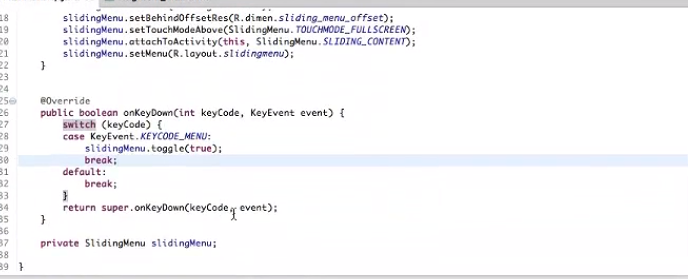 18 slidingMenu.setBehindOffsetRes(R.dimen.sliding_menu_offset);
19 slidingMenu.setTouchModeAbove(SlidingMenu.TOUCHMODE_FULLSCREEN);
20 slidingMenu.attachToActivity(this, SlidingMenu.SLIDING_CONTENT);
21 slidingMenu.setMenu(R.layout.slidingmenu);
22 }
23
24
25 @Override
26 public boolean onKeyDown(int keyCode, KeyEvent event) {
27 switch (keyCode) {
28 case KeyEvent.KEYCODE_MENU:
29 slidingMenu.toggle(true);
30 break;
31 default:
32 break;
33 }
34 return super.onKeyDown(keyCode, event);
35 }
36
37 private SlidingMenu slidingMenu;
38
39 }